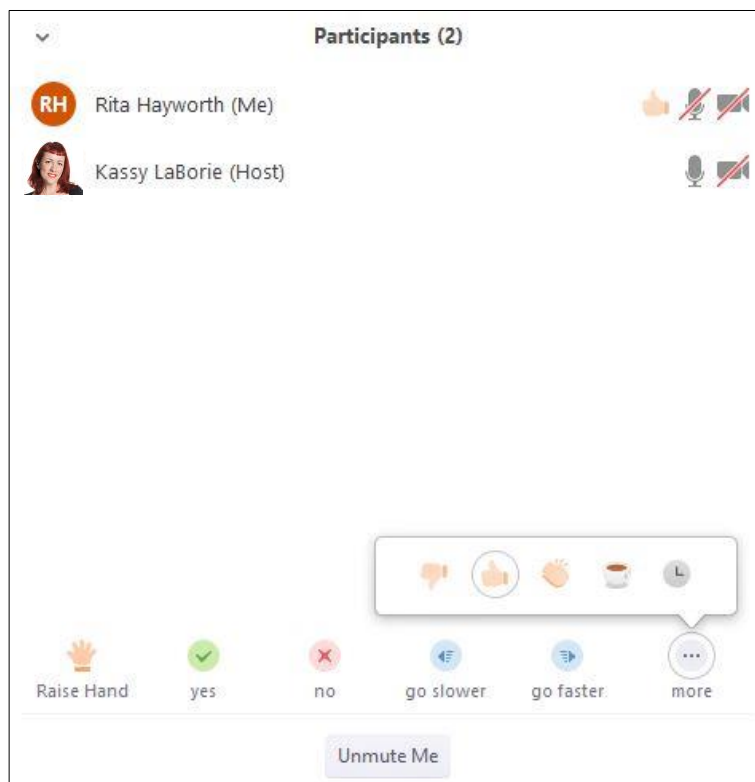 Participants (2)
RH Rita Hayworth (Me)
Kassy LaBorie (Host)
Raise Hand yes no go slower go faster more
Unmute Me